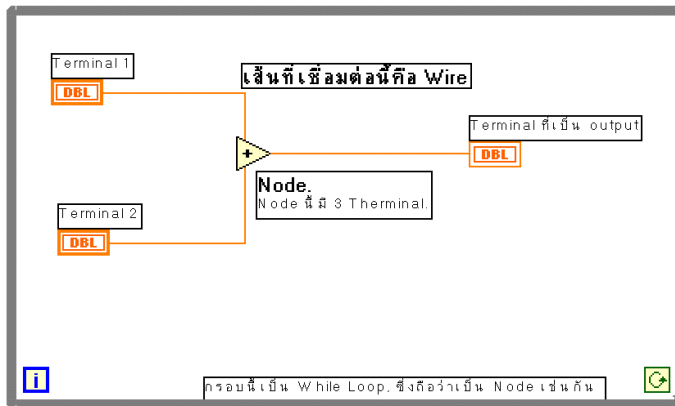 Terminal 1
DBL
เส้นที่เชื่อมต่อนี้คือ Wire
Terminal ที่เป็น output
DBL
+
Node.
Node นี้ มี 3 Therminal.
Terminal 2
DBL
i
กรอบนี้เป็น While Loop. ซึ่งถือว่าเป็น Node เช่นกัน